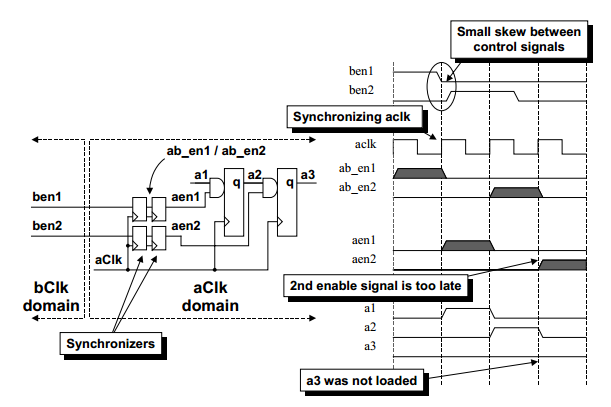 Small skew between
control signals
ben1
ben2
Synchronizing aclk
aclk
ab_en1 / ab_en2
ab_en1
ab_en2
a1
q
a2
q
a3
ben1
aen1
ben2
aen2
aen1
aen2
aClk
2nd enable signal is too late
bClk
domain
aClk
domain
a1
a2
a3
Synchronizers
a3 was not loaded